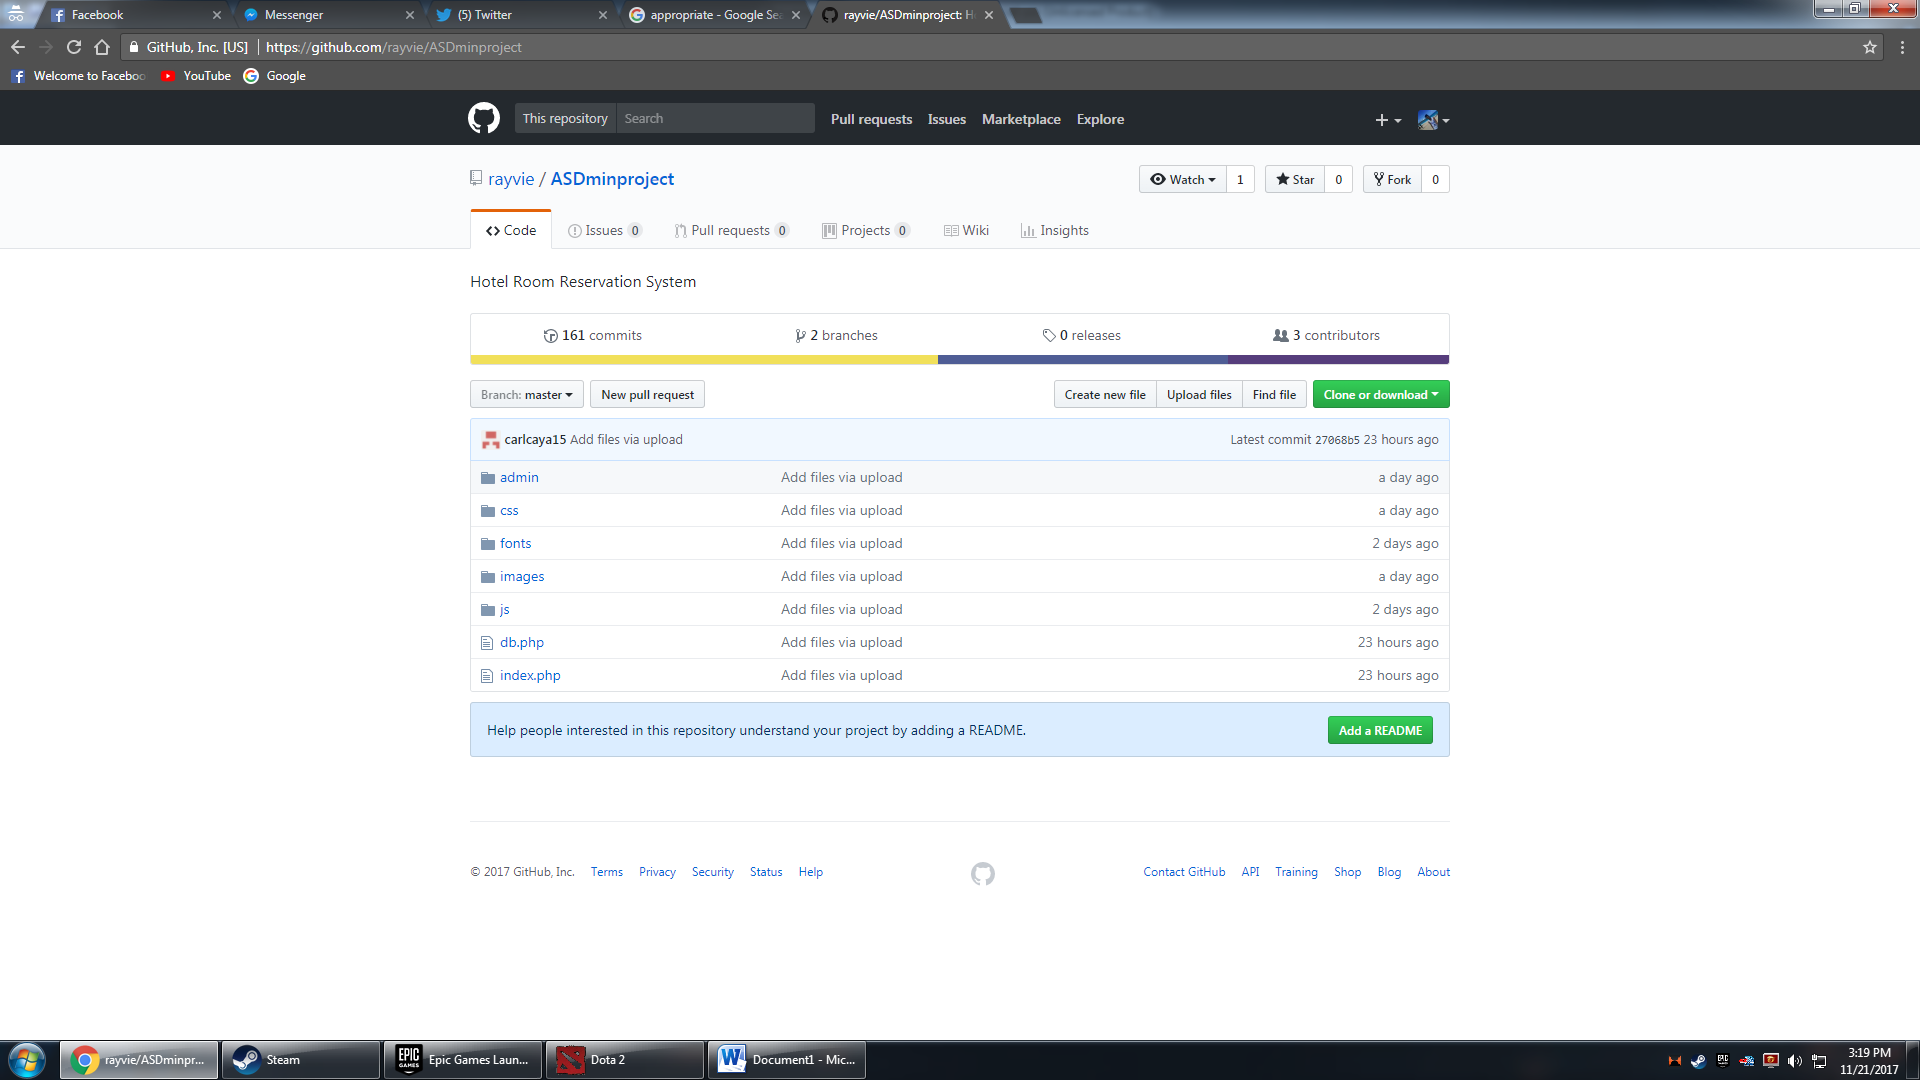 Facebook
Messenger
(5) Twitter
appropriate - Google Sea
rayvie/ASDminproject: H
GitHub, Inc. [US] https://github.com/rayvie/ASDminproject
Welcome to Faceboo YouTube Google
This repository Search Pull requests Issues Marketplace Explore
rayvie / ASDminproject
Watch 1 Star 0 Fork 0
Code Issues 0 Pull requests 0 Projects 0 Wiki Insights
Hotel Room Reservation System
161 commits 2 branches 0 releases 3 contributors
Branch: master New pull request Create new file Upload files Find file Clone or download
carlcaya15 Add files via upload Latest commit 27068b5 23 hours ago
admin Add files via upload a day ago
css Add files via upload a day ago
fonts Add files via upload 2 days ago
images Add files via upload a day ago
js Add files via upload 2 days ago
db.php Add files via upload 23 hours ago
index.php Add files via upload 23 hours ago
Help people interested in this repository understand your project by adding a README. Add a README
© 2017 GitHub, Inc. Terms Privacy Security Status Help Contact GitHub API Training Shop Blog About
rayvie/ASDminpr... Steam EPIC GAMES Epic Games Laun... Dota 2 Document1 - Mic...
3:19 PM
11/21/2017